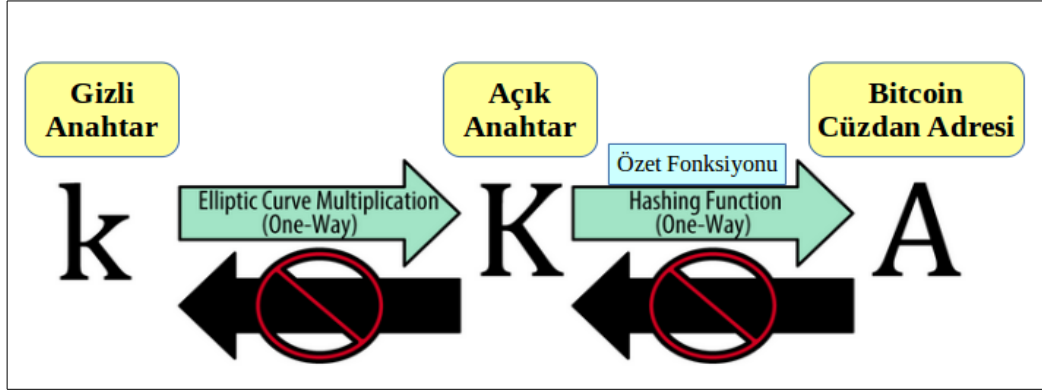 Gizli
Anahtar
Açık
Anahtar
Bitcoin
Cüzdan Adresi
Özet Fonksiyonu
k
Elliptic Curve Multiplication
(One-Way)
K
Hashing Function
(One-Way)
A